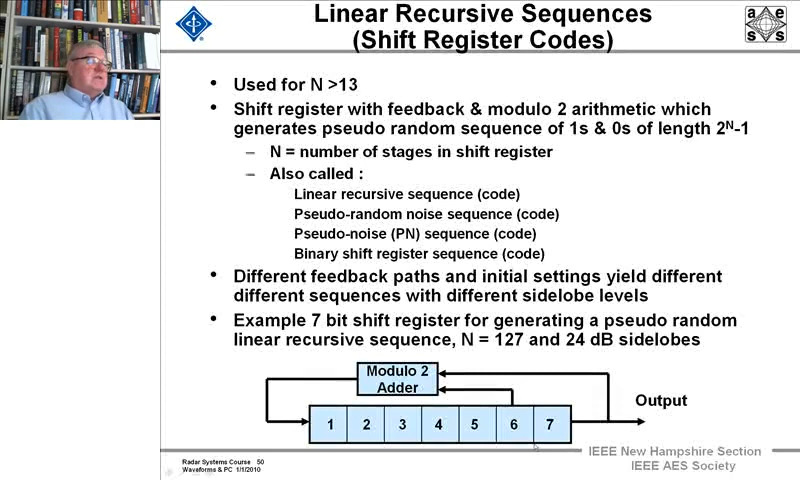 Linear Recursive Sequences
(Shift Register Codes)
a e
s s
• Used for N >13
• Shift register with feedback & modulo 2 arithmetic which
generates pseudo random sequence of 1s & 0s of length 2ᴺ-1
– N = number of stages in shift register
– Also called :
Linear recursive sequence (code)
Pseudo-random noise sequence (code)
Pseudo-noise (PN) sequence (code)
Binary shift register sequence (code)
• Different feedback paths and initial settings yield different
different sequences with different sidelobe levels
• Example 7 bit shift register for generating a pseudo random
linear recursive sequence, N = 127 and 24 dB sidelobes
Modulo 2
Adder
Output
1 2 3 4 5 6 7
Radar Systems Course 50
Waveforms & PC 1/1/2010
IEEE New Hampshire Section
IEEE AES Society